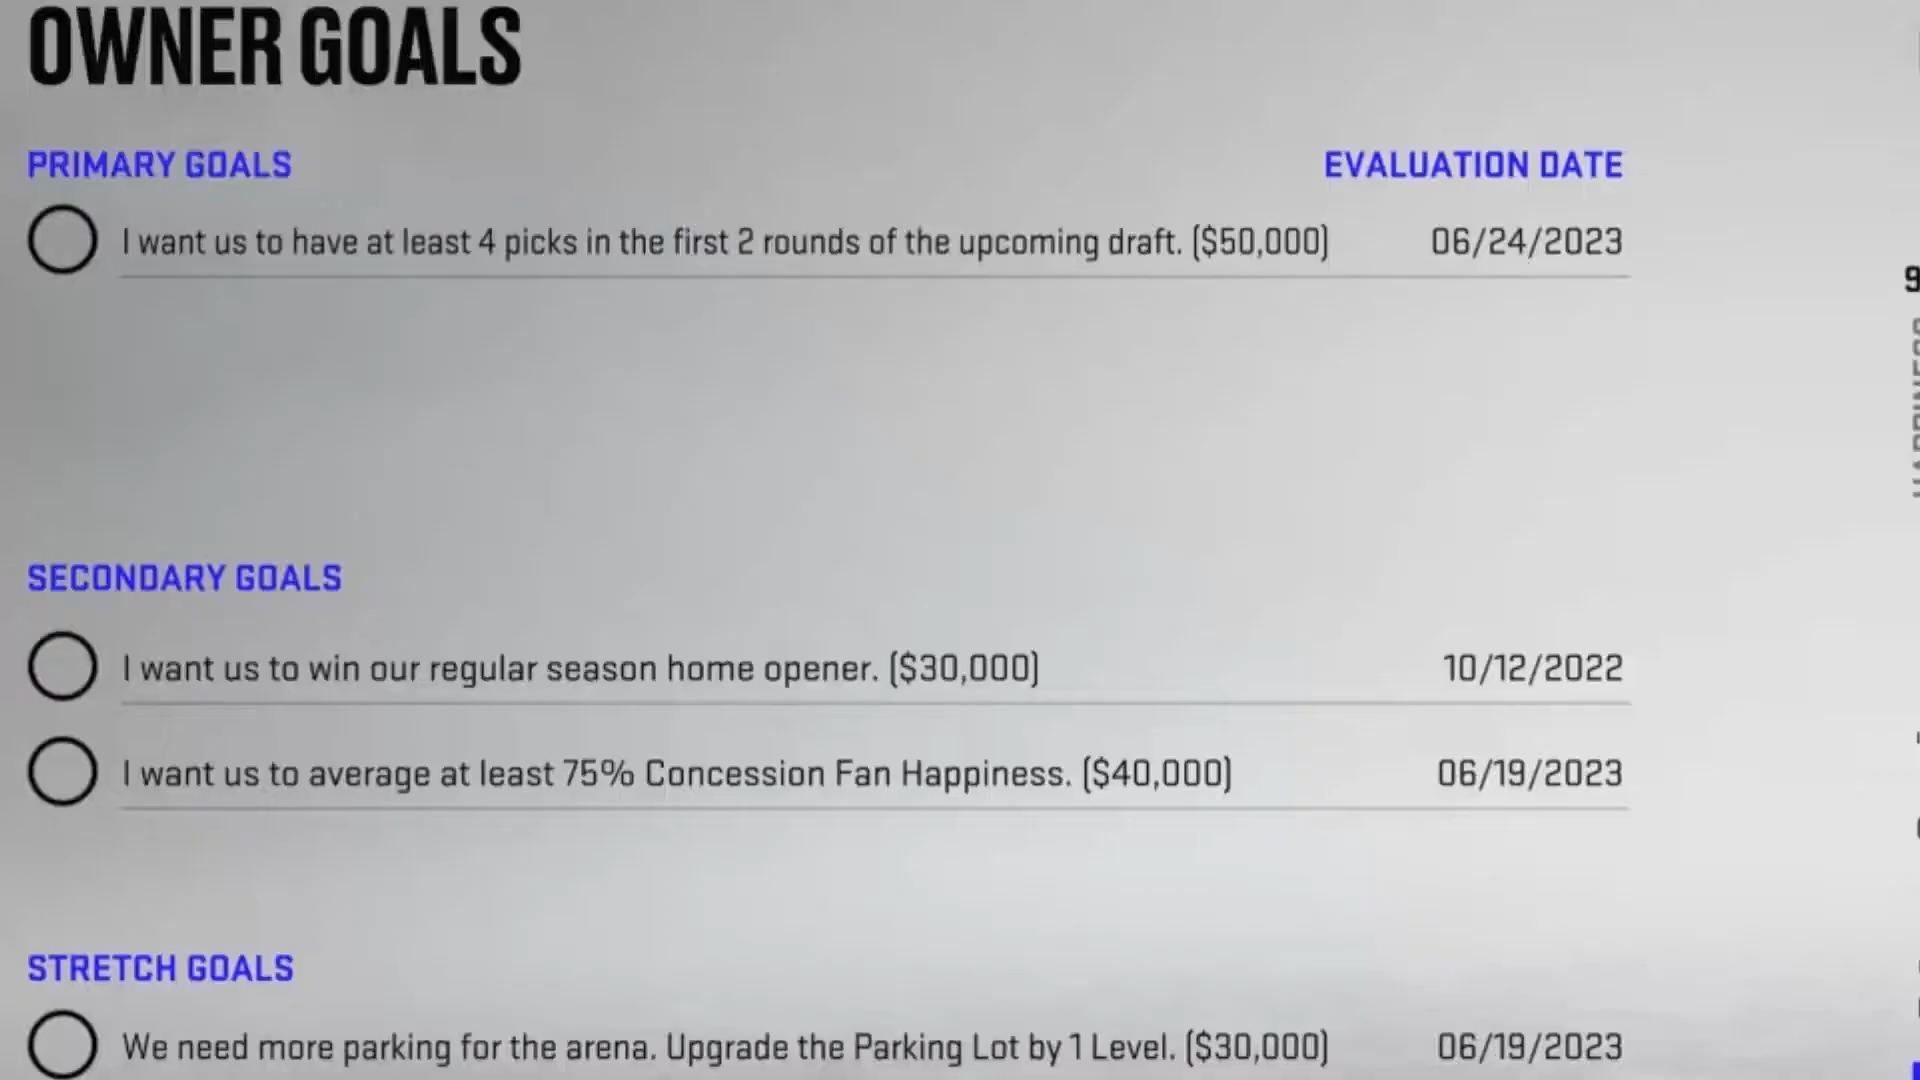 OWNER GOALS
PRIMARY GOALS EVALUATION DATE
I want us to have at least 4 picks in the first 2 rounds of the upcoming draft. ($50,000) 06/24/2023
SECONDARY GOALS
I want us to win our regular season home opener. ($30,000) 10/12/2022
I want us to average at least 75% Concession Fan Happiness. ($40,000) 06/19/2023
STRETCH GOALS
We need more parking for the arena. Upgrade the Parking Lot by 1 Level. ($30,000) 06/19/2023